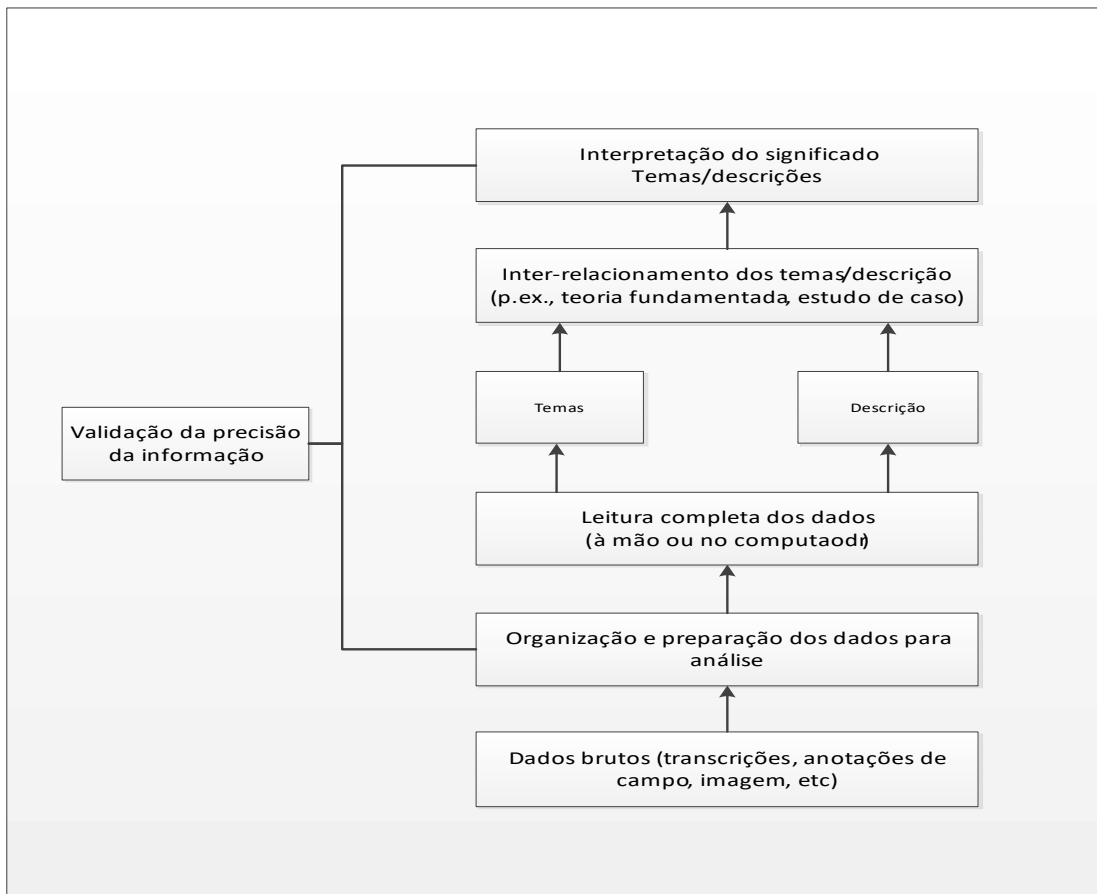 Interpretação do significado
Temas/descrições
Inter-relacionamento dos temas/descrição
(p.ex., teoria fundamentada, estudo de caso)
Temas
Descrição
Validação da precisão
da informação
Leitura completa dos dados
(à mão ou no computaodr)
Organização e preparação dos dados para
análise
Dados brutos (transcrições, anotações de
campo, imagem, etc)